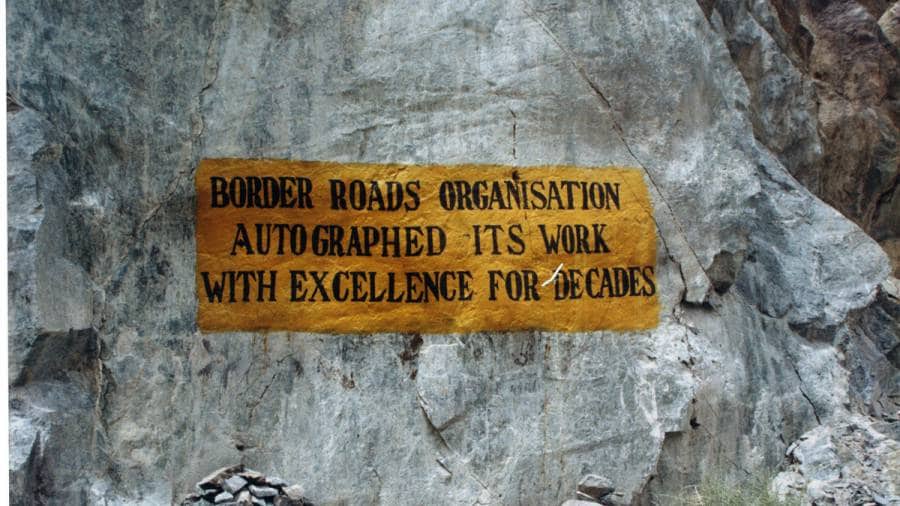 BORDER ROADS ORGANISATION
AUTOGRAPHED ITS WORK
WITH EXCELLENCE FOR DECADES